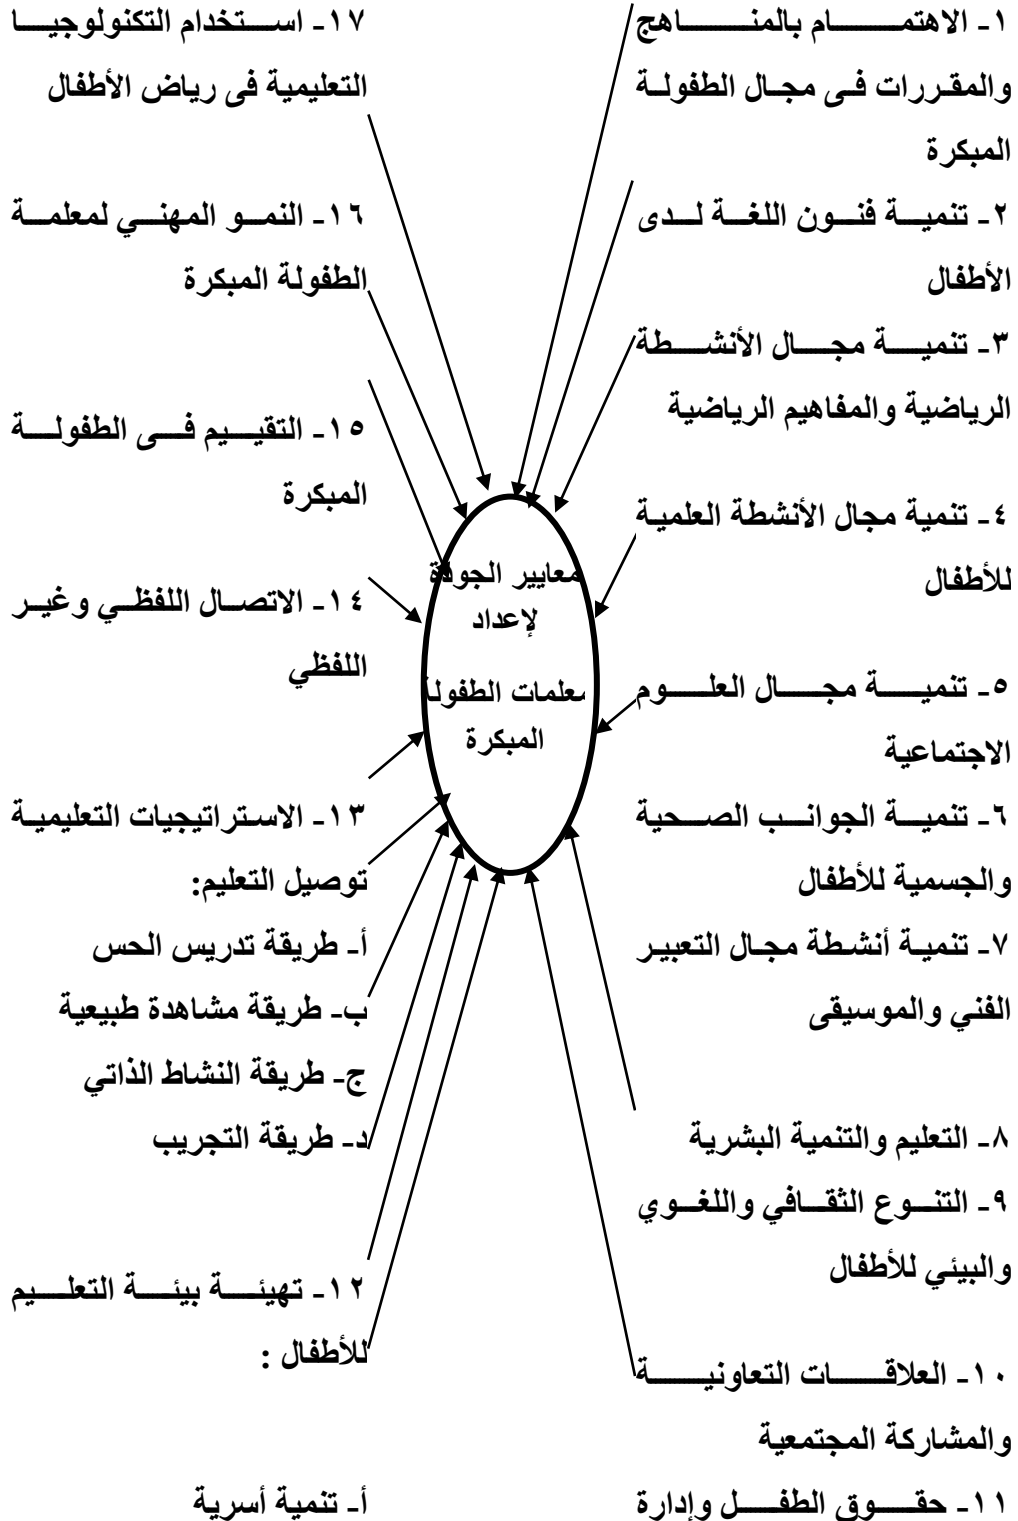 ١- الاهتمام بالمناهج
والمقررات فى مجال الطفولة
المبكرة
٢- تنمية فنون اللغة لدى
الأطفال
٣- تنمية مجال الأنشطة
الرياضية والمفاهيم الرياضية
٤- تنمية مجال الأنشطة العلمية
للأطفال
٥- تنمية مجال العلوم
الاجتماعية
٦- تنمية الجوانب الصحية
والجسمية للأطفال
٧- تنمية أنشطة مجال التعبير
الفني والموسيقى
٨- التعليم والتنمية البشرية
٩- التنوع الثقافي واللغوي
والبيئي للأطفال
١٠- العلاقات التعاونية
والمشاركة المجتمعية
١١- حقوق الطفل وإدارة
معايير الجودة
لإعداد
معلمات الطفولة
المبكرة
١٧- استخدام التكنولوجيا
التعليمية فى رياض الأطفال
١٦- النمو المهني لمعلمة
الطفولة المبكرة
١٥- التقييم فى الطفولة
المبكرة
١٤- الاتصال اللفظي وغير
اللفظي
١٣- الاستراتيجيات التعليمية
توصيل التعليم:
أ- طريقة تدريس الحس
ب- طريقة مشاهدة طبيعية
ج- طريقة النشاط الذاتي
د- طريقة التجريب
١٢- تهيئة بيئة التعليم
للأطفال :
أ- تنمية أسرية